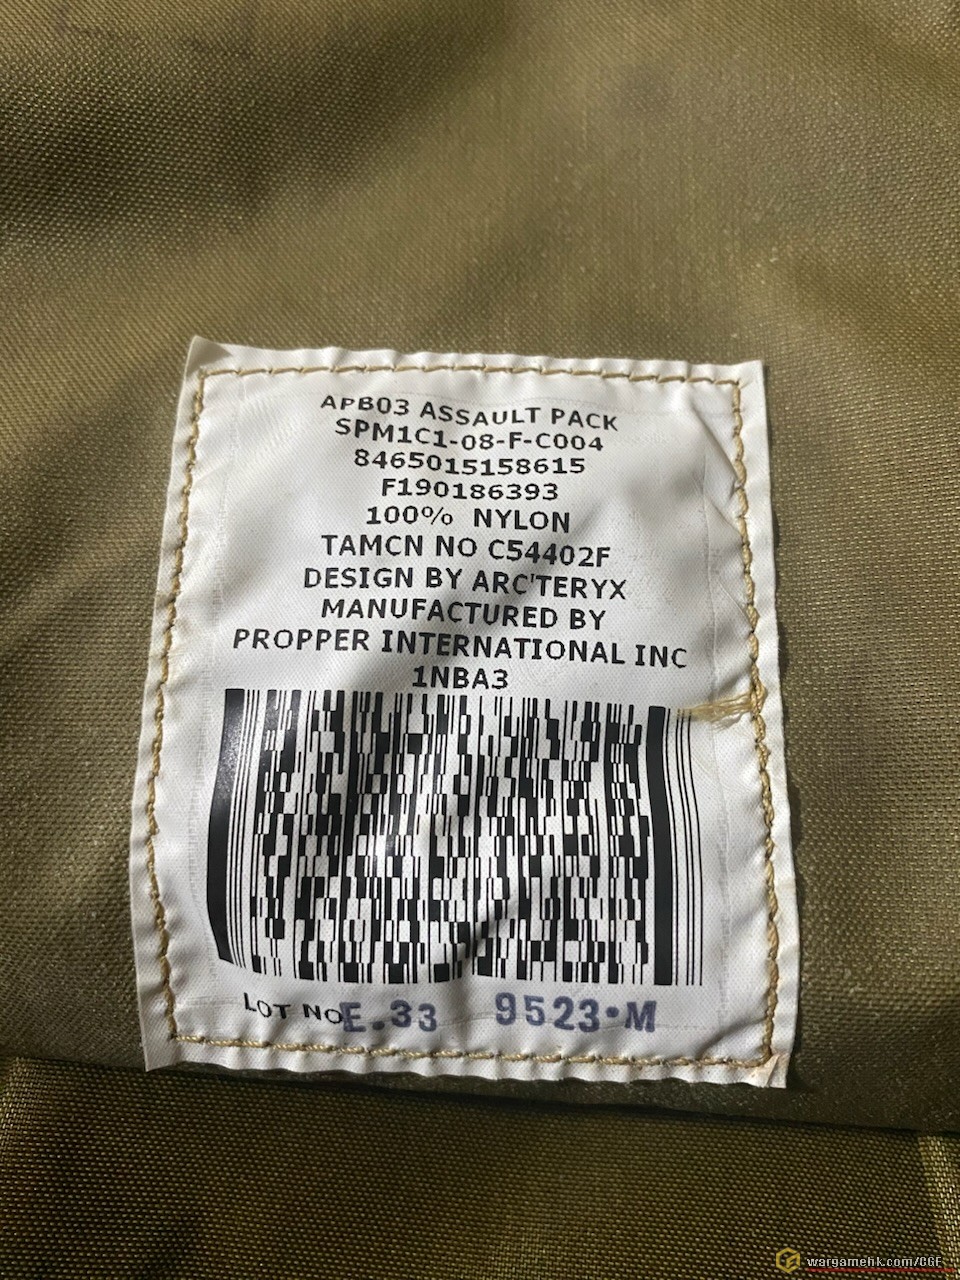 APB03 ASSAULT PACK
SPM1C1-08-F-C004
8465015158615
F190186393
100% NYLON
TAMCN NO C54402F
DESIGN BY ARC'TERYX
MANUFACTURED BY
PROPPER INTERNATIONAL INC
1NBA3
LOT NO E.33 9523•M
wargamehk.com/CGF